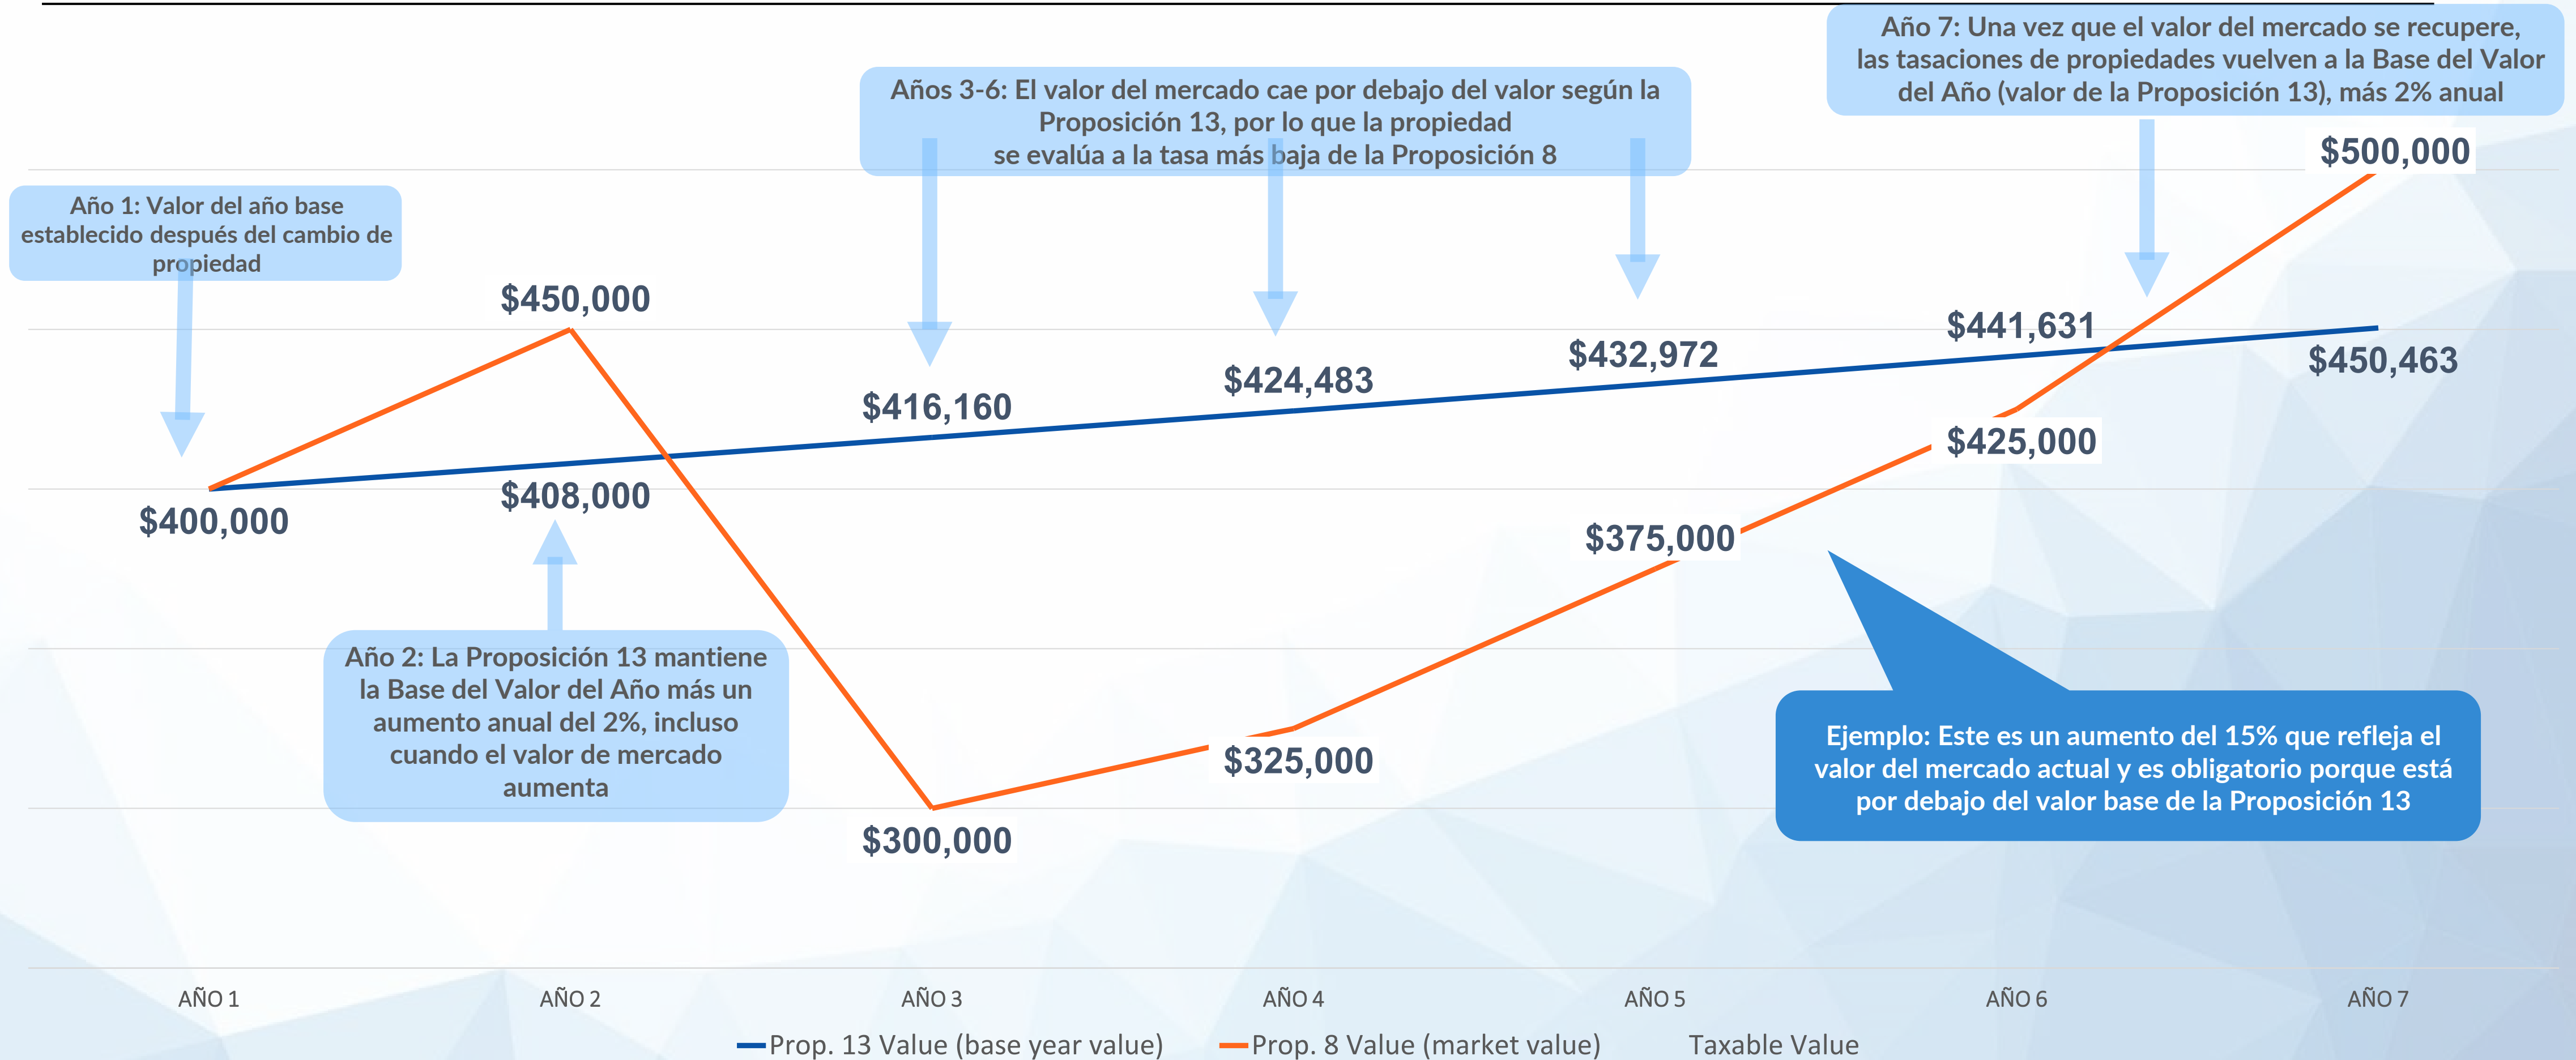 Año 7: Una vez que el valor del mercado se recupere,
las tasaciones de propiedades vuelven a la Base del Valor
del Año (valor de la Proposición 13), más 2% anual
Años 3-6: El valor del mercado cae por debajo del valor según la
Proposición 13, por lo que la propiedad
se evalúa a la tasa más baja de la Proposición 8
Año 1: Valor del año base
establecido después del cambio de
propiedad
$500,000
$450,000
$441,631
$432,972
$450,463
$424,483
$416,160
$425,000
$408,000
$400,000
$375,000
Año 2: La Proposición 13 mantiene
la Base del Valor del Año más un
aumento anual del 2%, incluso
cuando el valor de mercado
aumenta
$325,000
$300,000
Ejemplo: Este es un aumento del 15% que refleja el
valor del mercado actual y es obligatorio porque está
por debajo del valor base de la Proposición 13
AÑO 1
AÑO 2
AÑO 3
AÑO 4
AÑO 5
AÑO 6
AÑO 7
Prop. 13 Value (base year value)
Prop. 8 Value (market value)
Taxable Value